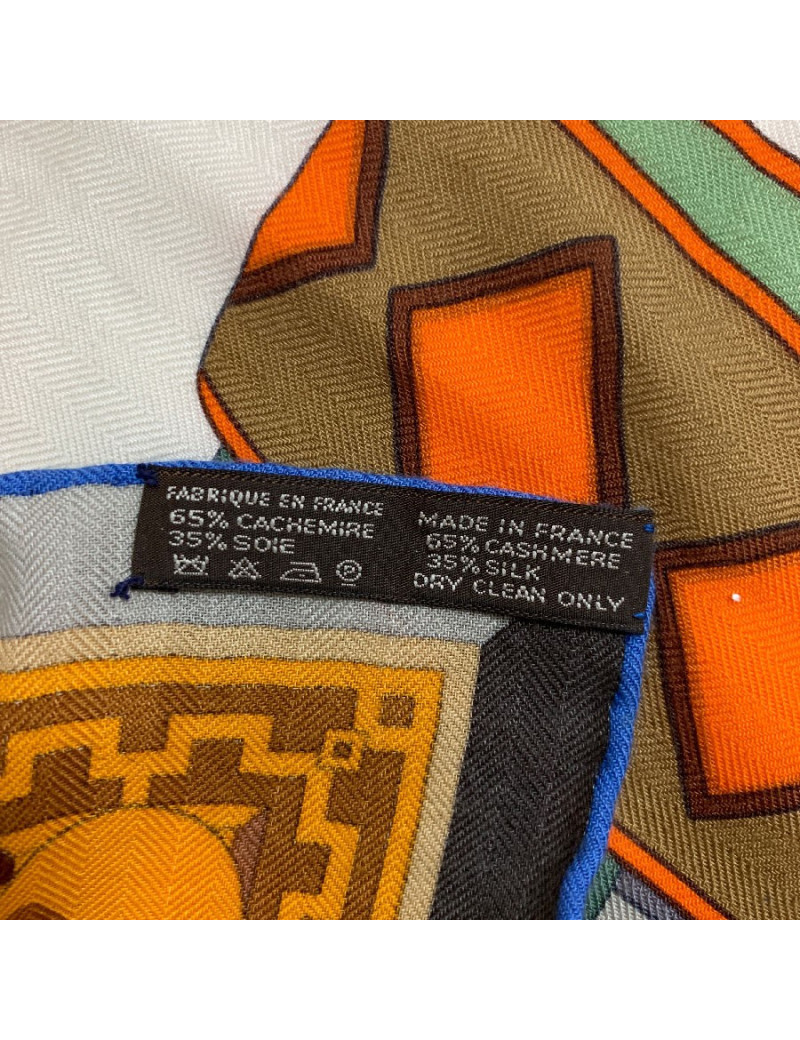 FABRIQUE EN FRANCE
65% CACHEMIRE
35% SOIE
MADE IN FRANCE
65% CASHMERE
35% SILK
DRY CLEAN ONLY